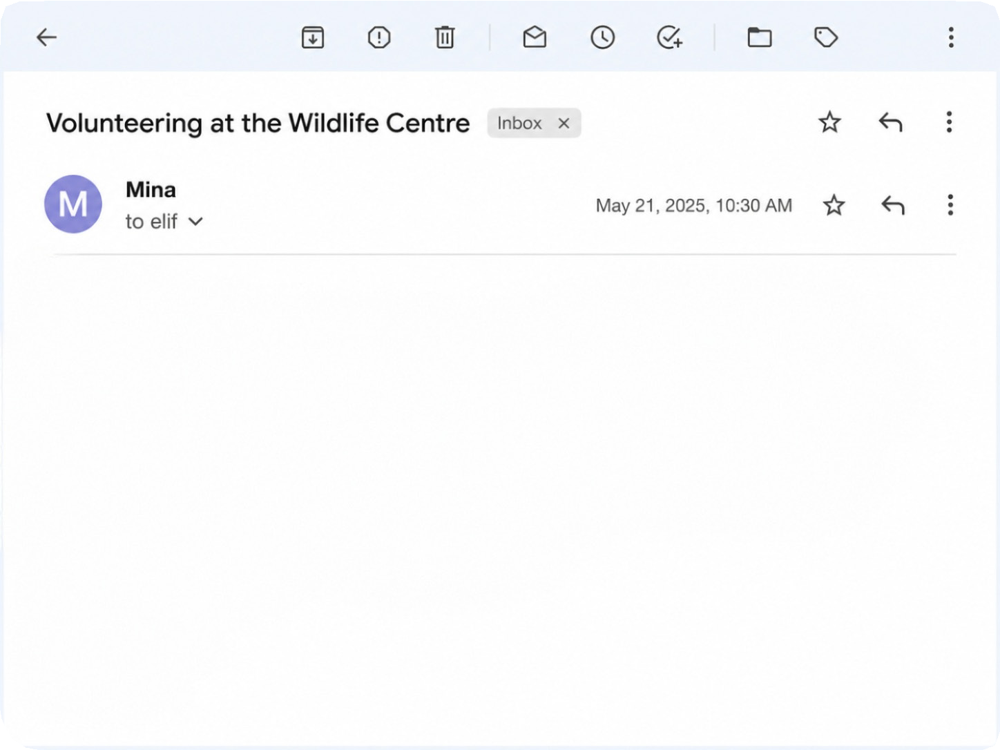 Volunteering at the Wildlife Centre Inbox ×
M
Mina
to elif
May 21, 2025, 10:30 AM